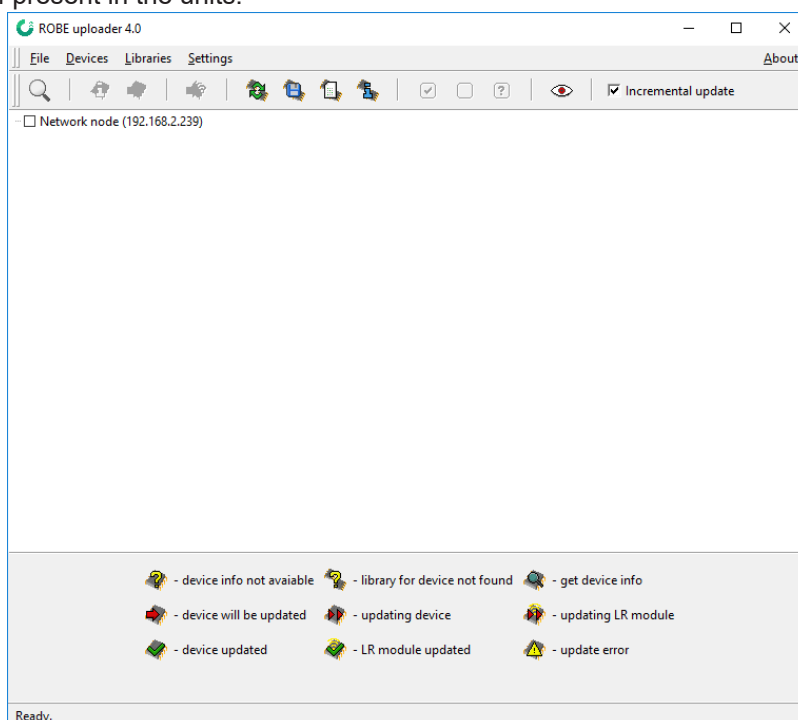 present in the units.
ROBE uploader 4.0
File Devices Libraries Settings About
Incremental update
Network node (192.168.2.239)
- device info not avaiable - library for device not found - get device info
- device will be updated - updating device - updating LR module
- device updated - LR module updated - update error
Ready.